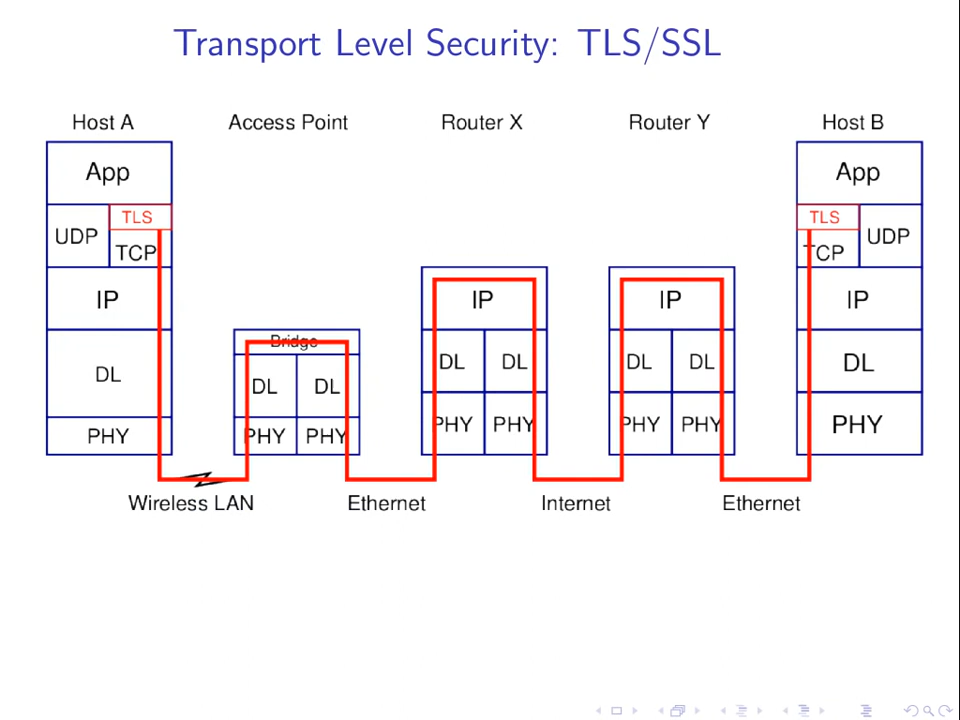 Transport Level Security: TLS/SSL
Host A Access Point Router X Router Y Host B
App App
TLS TLS
UDP TCP TCP UDP
IP IP IP IP
Bridge
DL DL DL DL DL DL DL DL
PHY PHY PHY PHY PHY PHY PHY PHY
Wireless LAN Ethernet Internet Ethernet